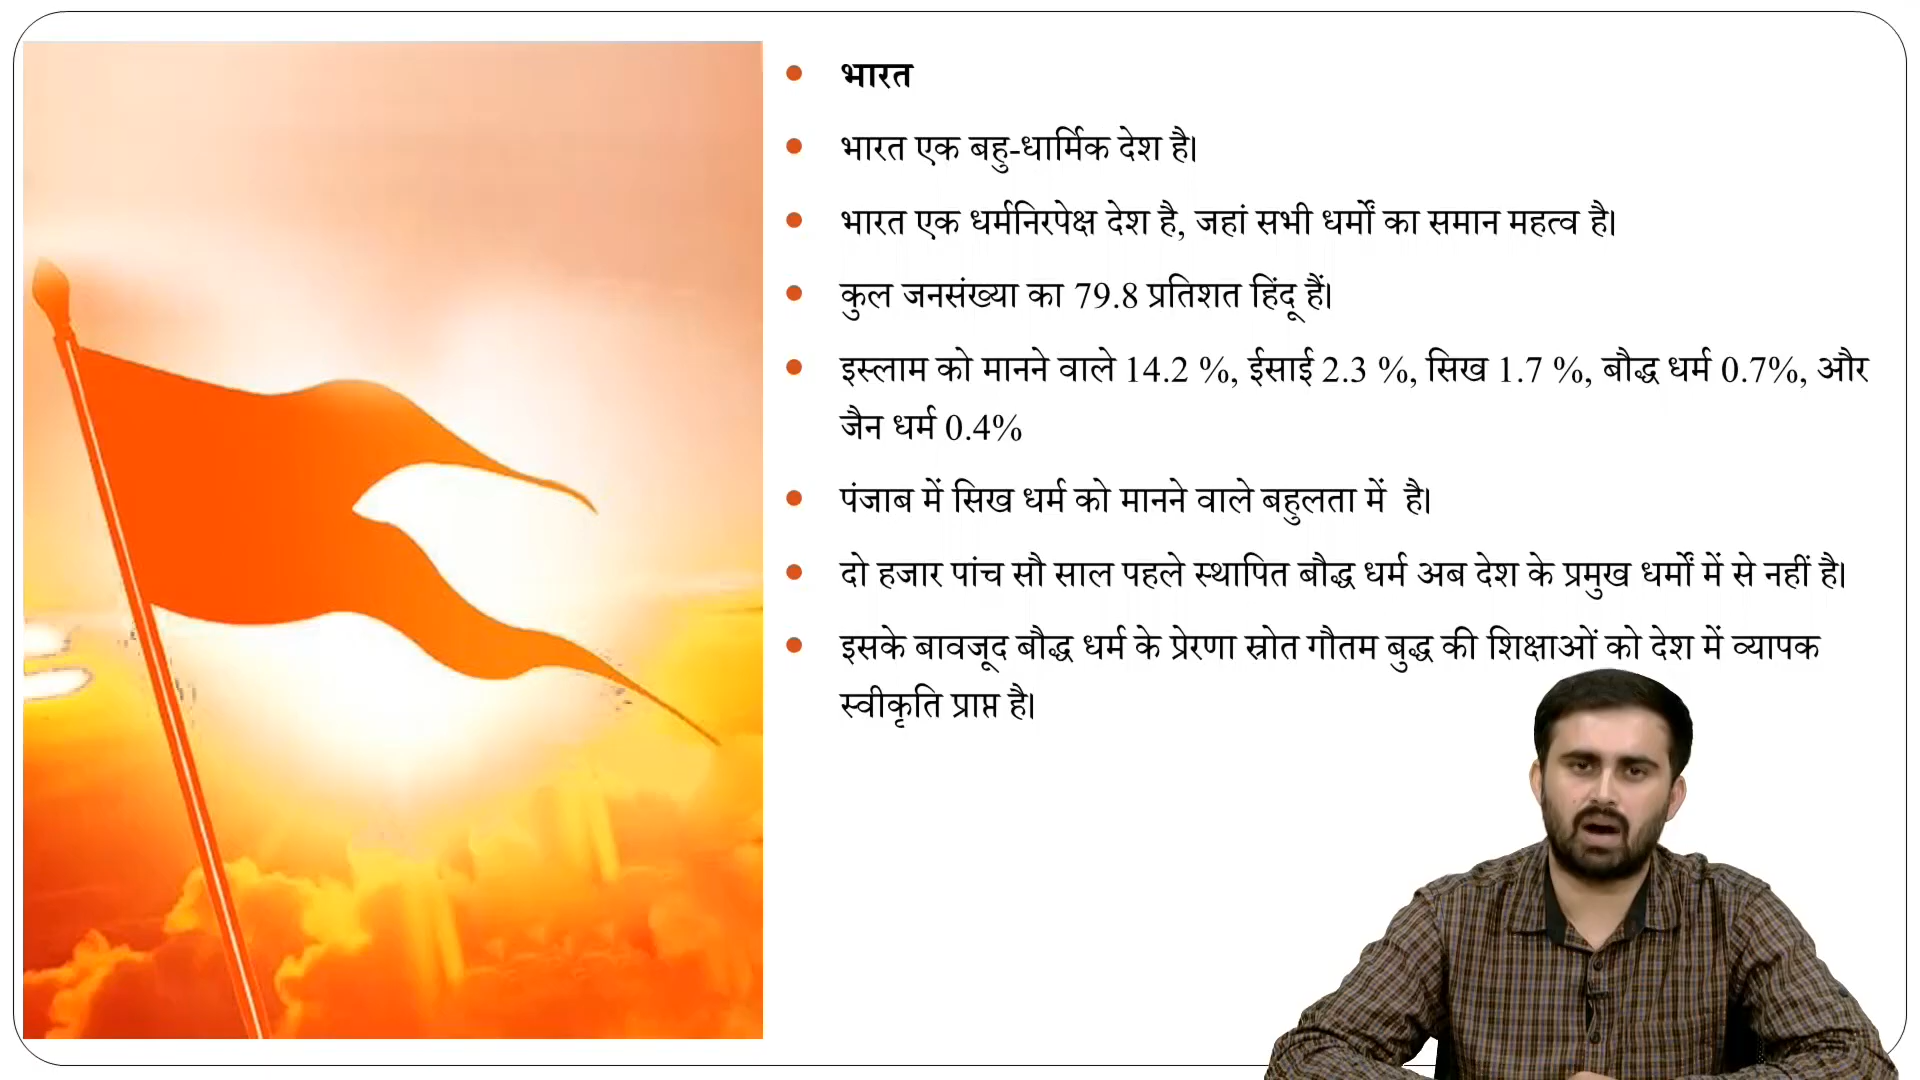 भारत
भारत एक बहु-धार्मिक देश है।
भारत एक धर्मनिरपेक्ष देश है, जहां सभी धर्मों का समान महत्व है।
कुल जनसंख्या का 79.8 प्रतिशत हिंदू हैं।
इस्लाम को मानने वाले 14.2 %, ईसाई 2.3 %, सिख 1.7 %, बौद्ध धर्म 0.7%, और
जैन धर्म 0.4%
पंजाब में सिख धर्म को मानने वाले बहुलता में है।
दो हजार पांच सौ साल पहले स्थापित बौद्ध धर्म अब देश के प्रमुख धर्मों में से नहीं है।
इसके बावजूद बौद्ध धर्म के प्रेरणा स्रोत गौतम बुद्ध की शिक्षाओं को देश में व्यापक
स्वीकृति प्राप्त है।